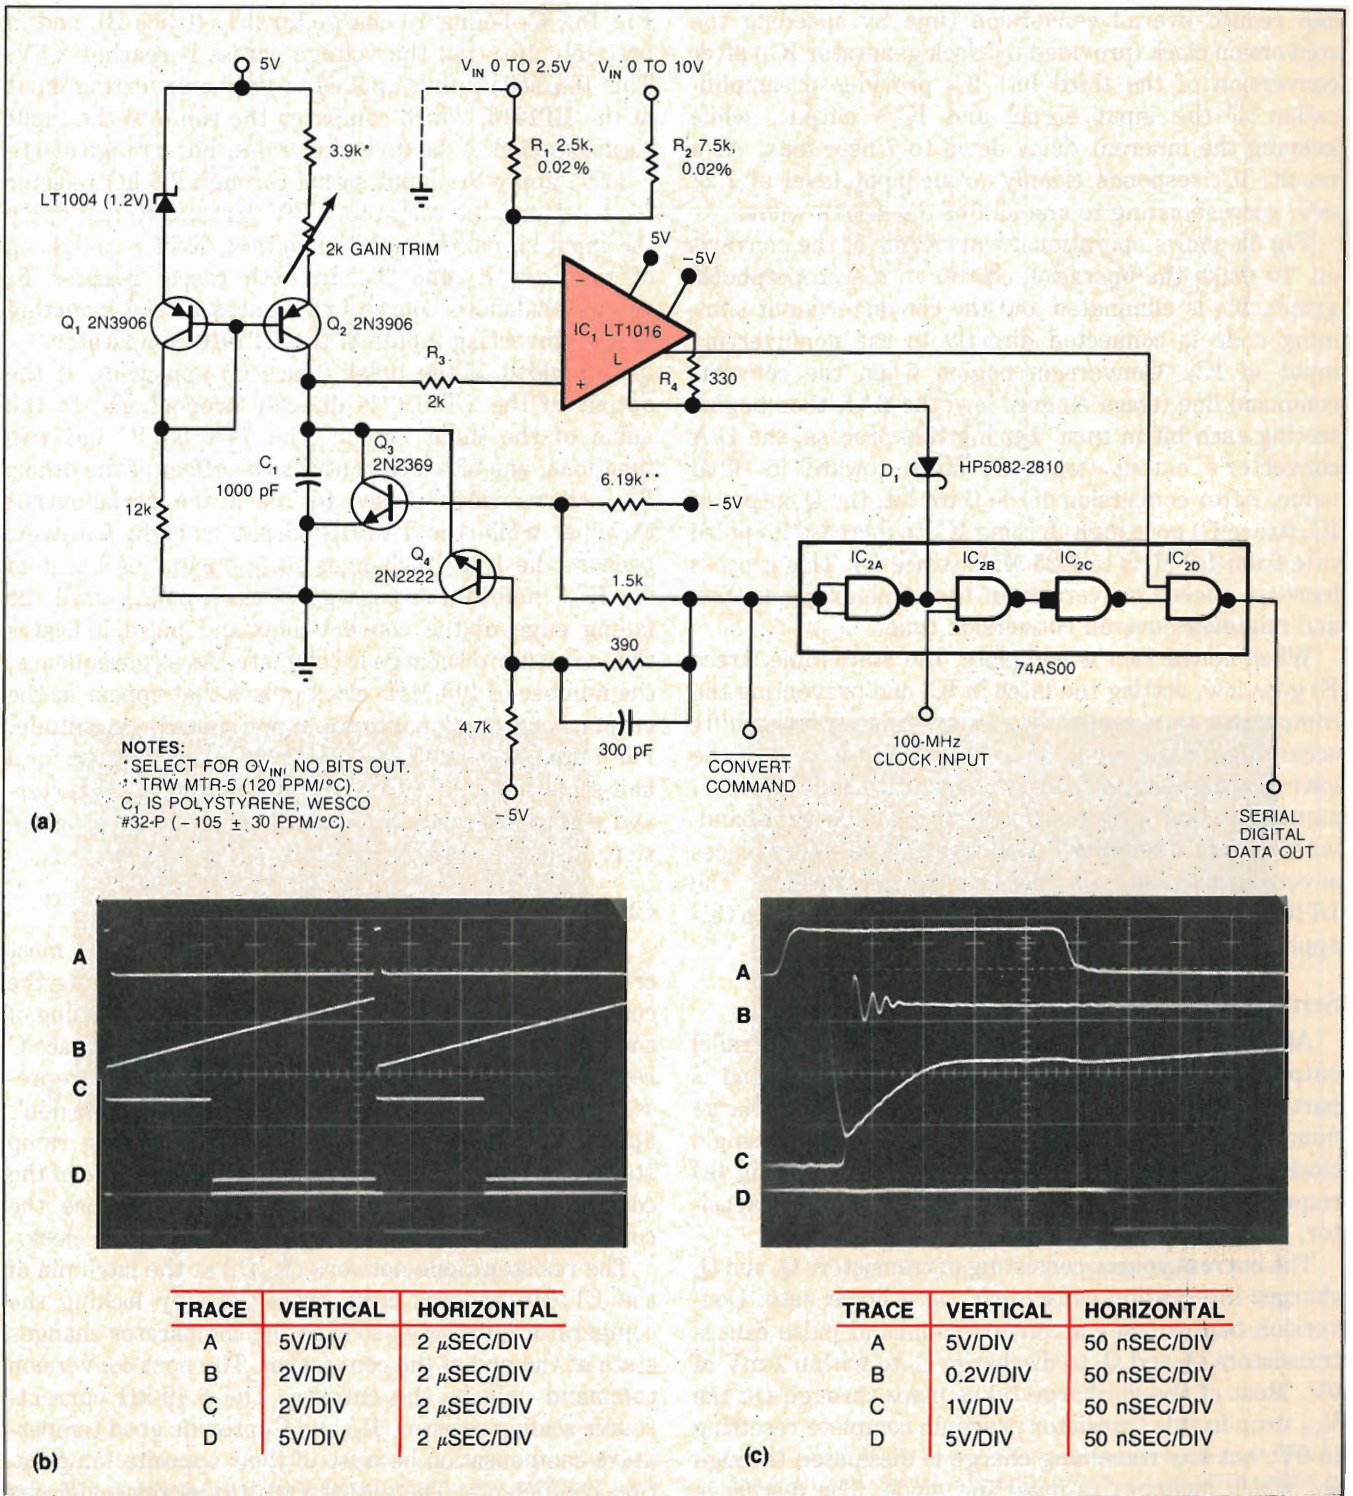 5V
V_IN 0 TO 2.5V
V_IN 0 TO 10V
3.9k*
R1 2.5k, 0.02%
R2 7.5k, 0.02%
LT1004 (1.2V)
2k GAIN TRIM
5V
-5V
Q1 2N3906
Q2 2N3906
IC1 LT1016
−
+
L
R3
2k
R4
330
Q3
2N2369
C1
1000 pF
D1
HP5082-2810
6.19k**
-5V
12k
Q4
2N2222
1.5k
IC2A
IC2B
IC2C
IC2D
74AS00
390
4.7k
300 pF
-5V
CONVERT
COMMAND
100-MHz
CLOCK INPUT
SERIAL
DIGITAL
DATA OUT
NOTES:
*SELECT FOR OV_IN, NO BITS OUT.
**TRW MTR-5 (120 PPM/°C).
C1 IS POLYSTYRENE, WESCO
#32-P (−105 ± 30 PPM/°C).
(a)
A
B
C
D
A
B
C
D
TRACE VERTICAL HORIZONTAL
A 5V/DIV 2 μSEC/DIV
B 2V/DIV 2 μSEC/DIV
C 2V/DIV 2 μSEC/DIV
D 5V/DIV 2 μSEC/DIV
(b)
TRACE VERTICAL HORIZONTAL
A 5V/DIV 50 nSEC/DIV
B 0.2V/DIV 50 nSEC/DIV
C 1V/DIV 50 nSEC/DIV
D 5V/DIV 50 nSEC/DIV
(c)